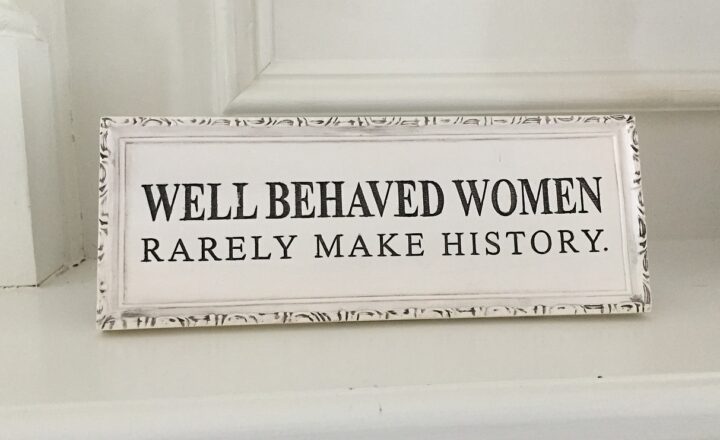 WELL BEHAVED WOMEN
RARELY MAKE HISTORY.